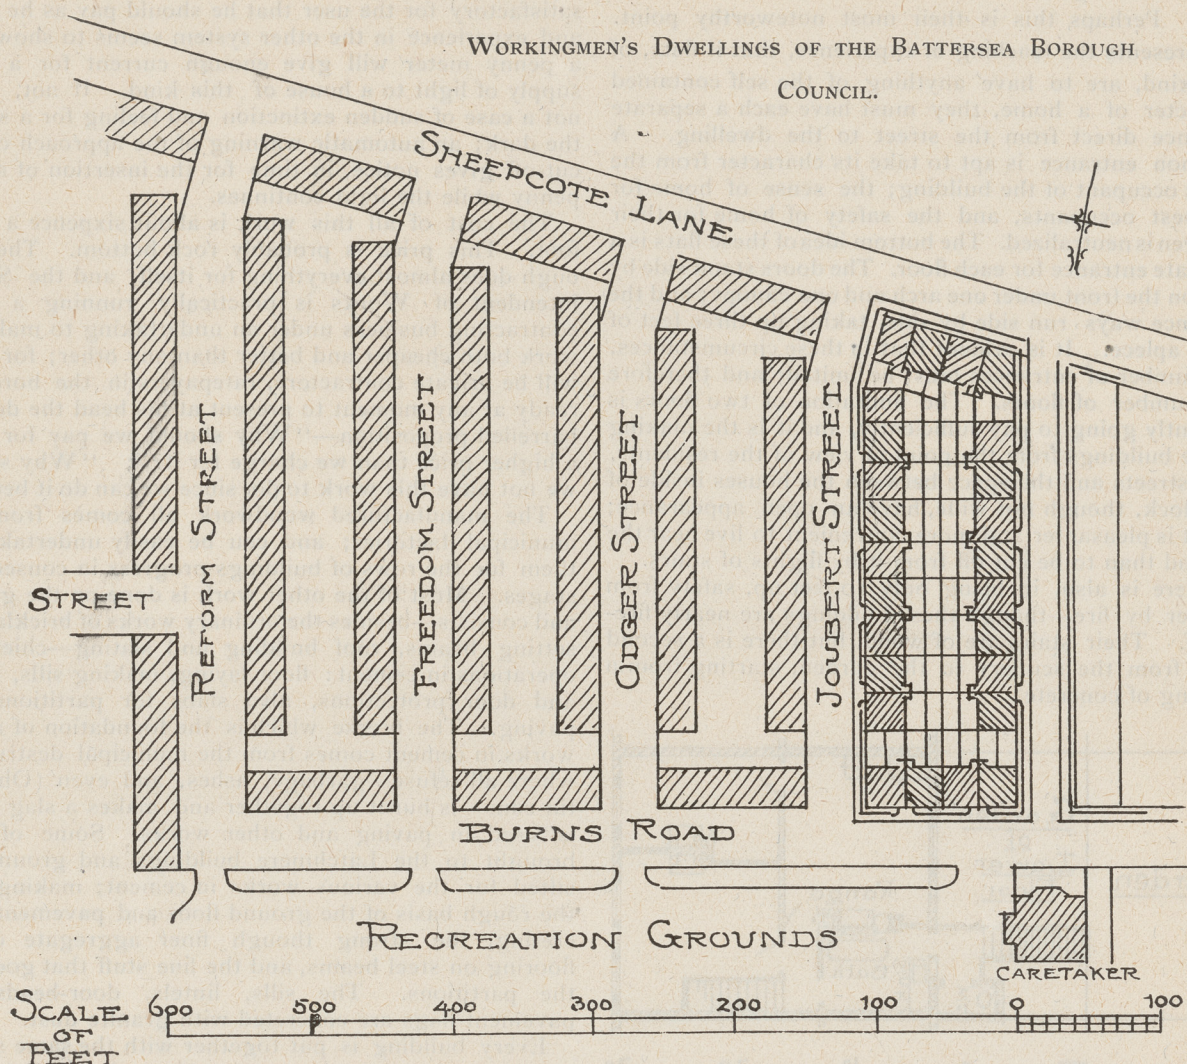 WORKINGMEN'S DWELLINGS OF THE BATTERSEA BOROUGH
COUNCIL.
SHEEPCOTE LANE
REFORM STREET
FREEDOM STREET
ODGER STREET
JOUBERT STREET
STREET
BURNS ROAD
RECREATION GROUNDS
CARETAKER
SCALE
OF
FEET
600 500 400 300 200 100 0 100